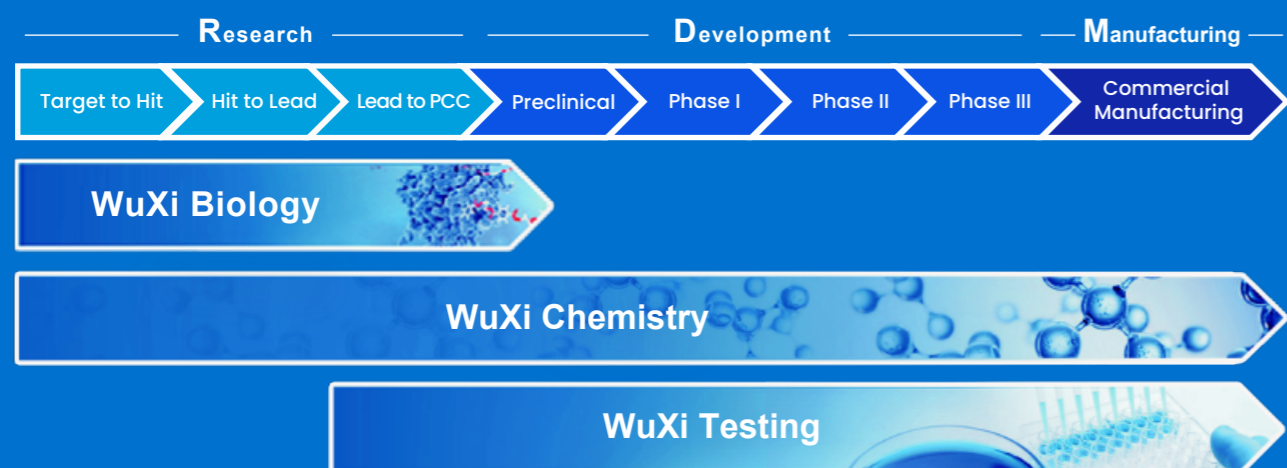 Research Development Manufacturing
Target to Hit Hit to Lead Lead to PCC Preclinical Phase I Phase II Phase III Commercial
Manufacturing
WuXi Biology
WuXi Chemistry
WuXi Testing